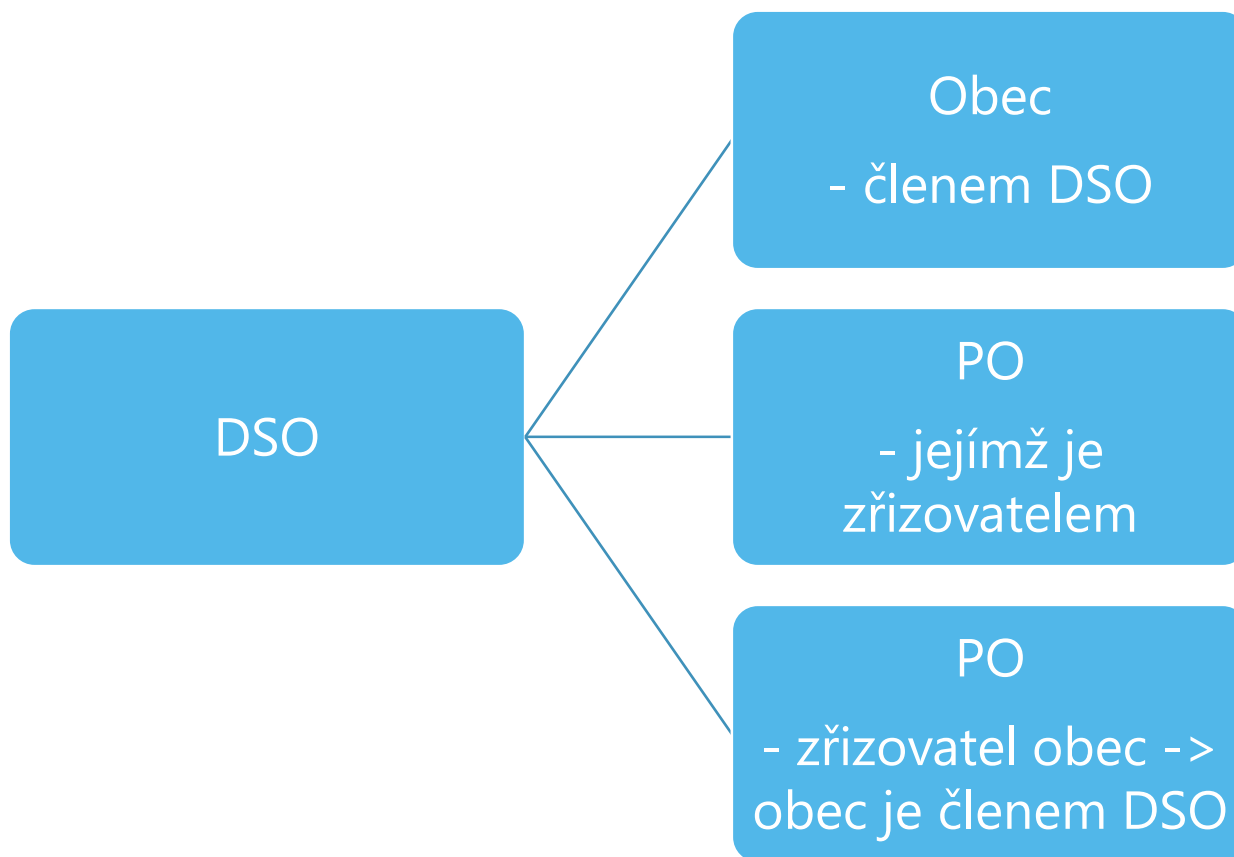 Obec
- členem DSO
DSO
PO
- jejímž je
zřizovatelem
PO
- zřizovatel obec ->
obec je členem DSO